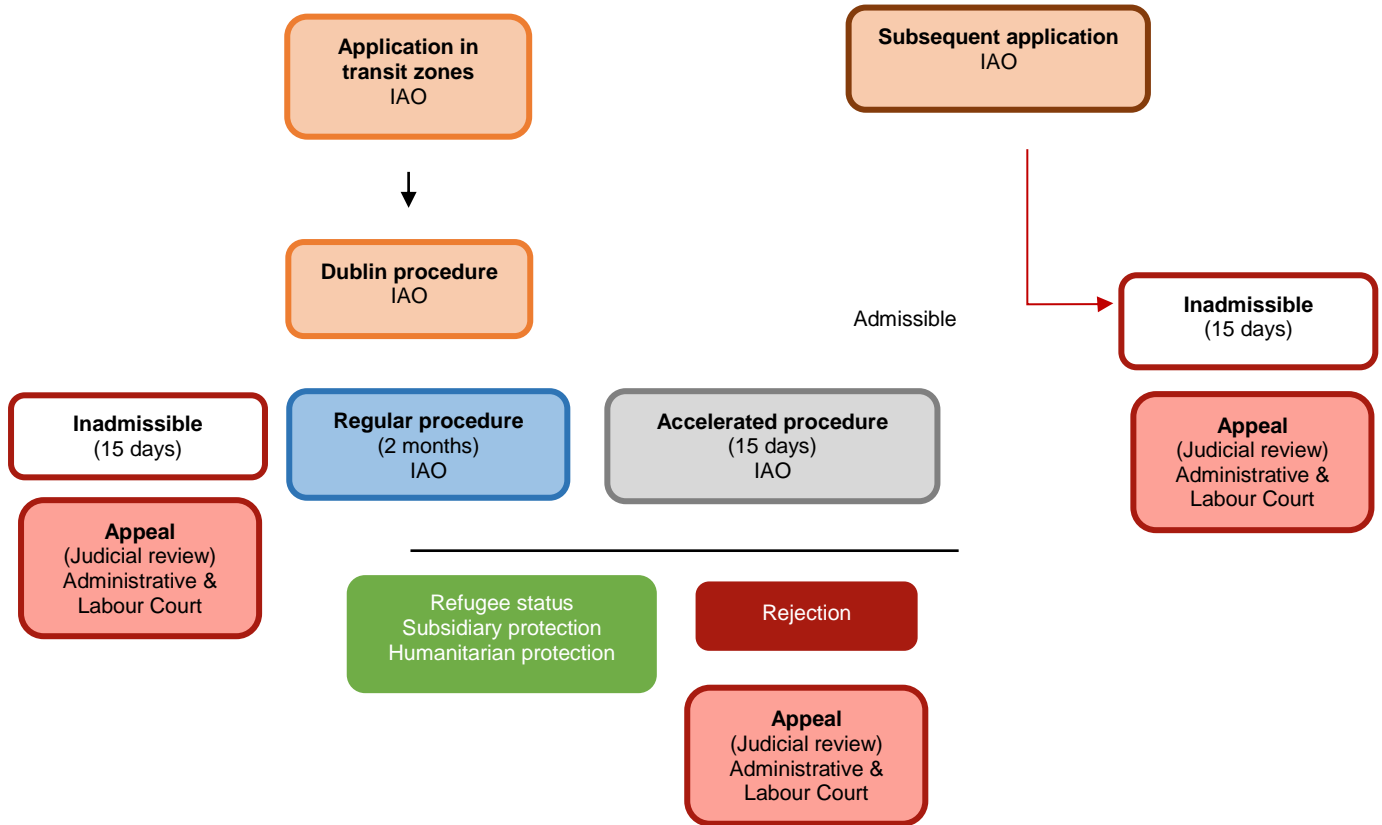 Application in
transit zones
IAO
Subsequent application
IAO
Dublin procedure
IAO
Admissible
Inadmissible
(15 days)
Inadmissible
(15 days)
Regular procedure
(2 months)
IAO
Accelerated procedure
(15 days)
IAO
Appeal
(Judicial review)
Administrative &
Labour Court
Appeal
(Judicial review)
Administrative &
Labour Court
Refugee status
Subsidiary protection
Humanitarian protection
Rejection
Appeal
(Judicial review)
Administrative &
Labour Court